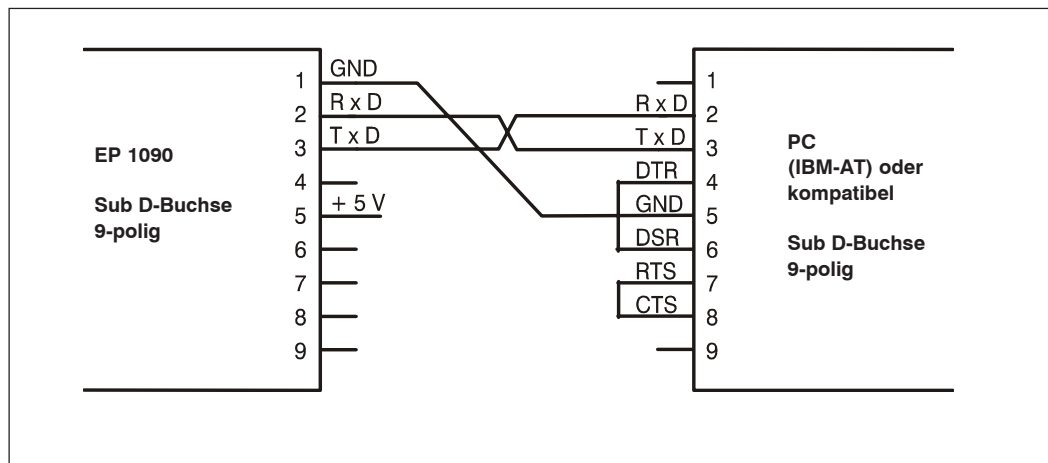 EP 1090
Sub D-Buchse
9-polig
1 GND
2 R x D
3 T x D
4
5 + 5 V
6
7
8
9
1
R x D 2
T x D 3
DTR 4
GND 5
DSR 6
RTS 7
CTS 8
9
PC
(IBM-AT) oder
kompatibel
Sub D-Buchse
9-polig